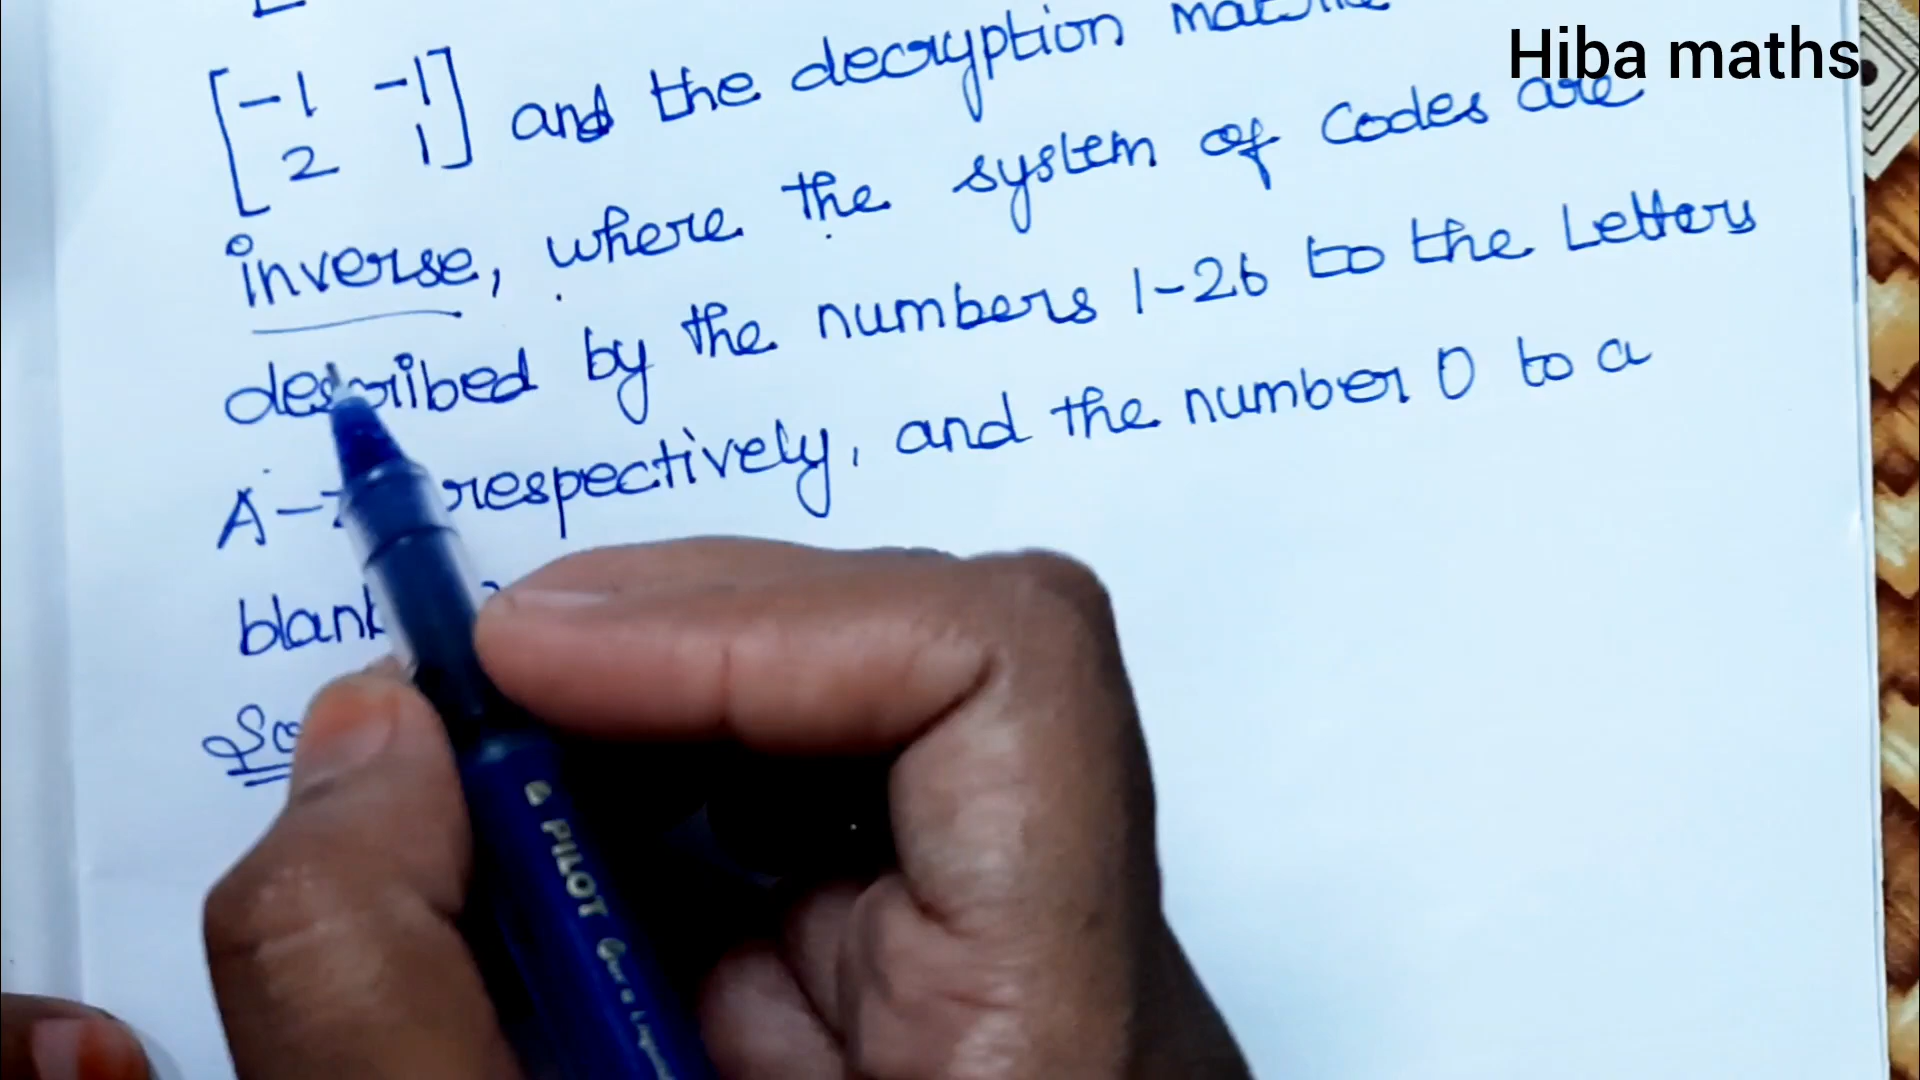 Hiba maths
[-1 -1
2 1] and the decryption
inverse, where the system of Codes are
described by the numbers 1-26 to the Letters
A- respectively, and the number 0 to a
PILOT